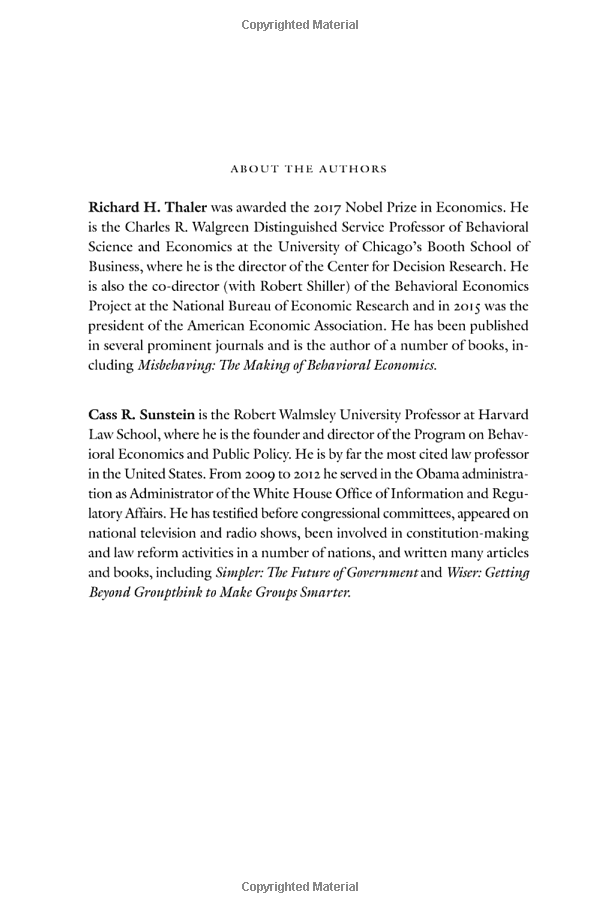 Copyrighted Material
ABOUT THE AUTHORS
Richard H. Thaler was awarded the 2017 Nobel Prize in Economics. He
is the Charles R. Walgreen Distinguished Service Professor of Behavioral
Science and Economics at the University of Chicago's Booth School of
Business, where he is the director of the Center for Decision Research. He
is also the co-director (with Robert Shiller) of the Behavioral Economics
Project at the National Bureau of Economic Research and in 2015 was the
president of the American Economic Association. He has been published
in several prominent journals and is the author of a number of books, in-
cluding Misbehaving: The Making of Behavioral Economics.
Cass R. Sunstein is the Robert Walmsley University Professor at Harvard
Law School, where he is the founder and director of the Program on Behav-
ioral Economics and Public Policy. He is by far the most cited law professor
in the United States. From 2009 to 2012 he served in the Obama administra-
tion as Administrator of the White House Office of Information and Regu-
latory Affairs. He has testified before congressional committees, appeared on
national television and radio shows, been involved in constitution-making
and law reform activities in a number of nations, and written many articles
and books, including Simpler: The Future of Government and Wiser: Getting
Beyond Groupthink to Make Groups Smarter.
Copyrighted Material